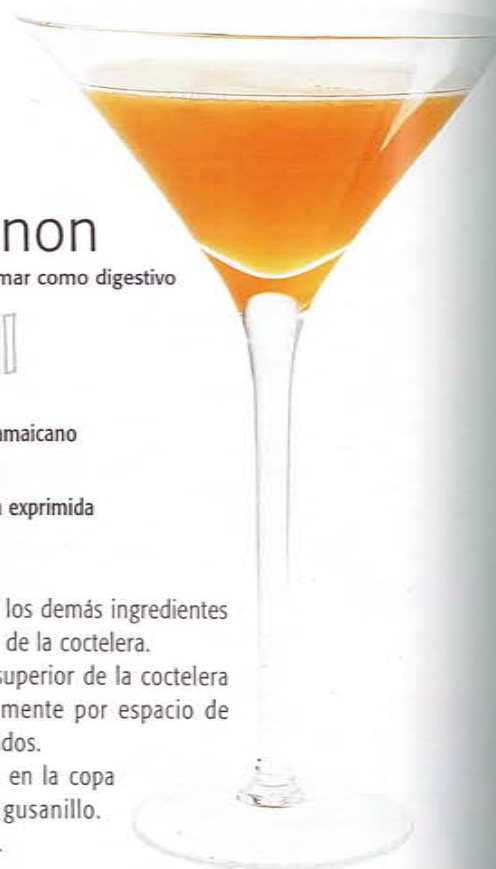 non
mar como digestivo
amaicano
exprimida
los demás ingredientes
de la coctelera.
superior de la coctelera
mente por espacio de
dos.
en la copa
gusanillo.